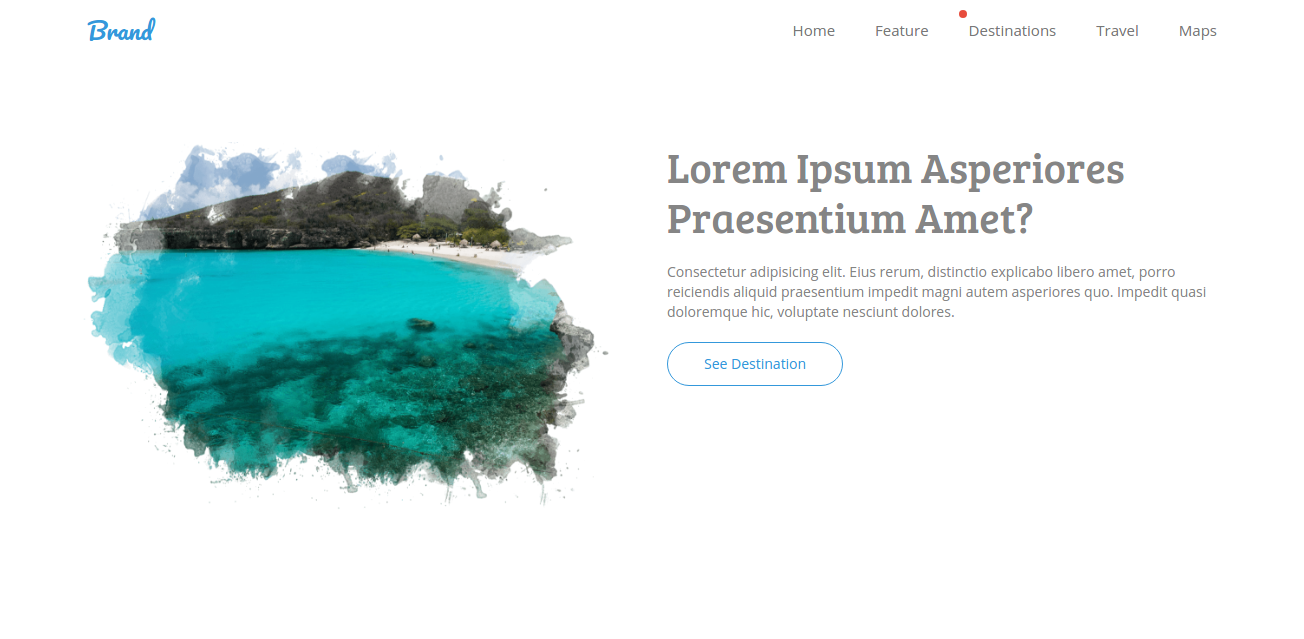 Brand
Home Feature Destinations Travel Maps
Lorem Ipsum Asperiores
Praesentium Amet?
Consectetur adipisicing elit. Eius rerum, distinctio explicabo libero amet, porro
reiciendis aliquid praesentium impedit magni autem asperiores quo. Impedit quasi
doloremque hic, voluptate nesciunt dolores.
See Destination